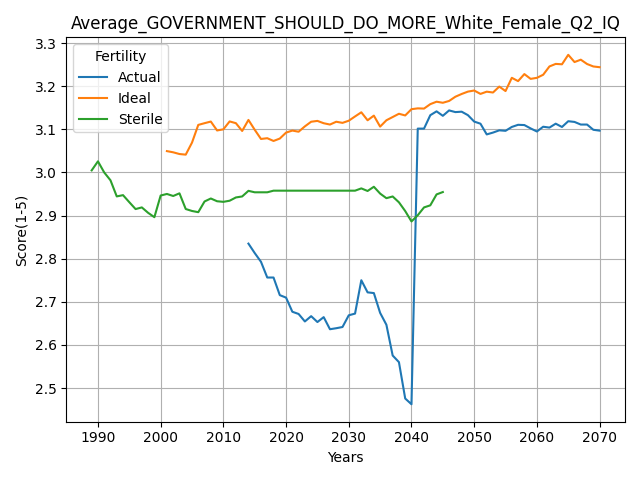 Average_GOVERNMENT_SHOULD_DO_MORE_White_Female_Q2_IQ
Fertility
Actual
Ideal
Sterile
Score(1-5)
3.3
3.2
3.1
3.0
2.9
2.8
2.7
2.6
2.5
1990 2000 2010 2020 2030 2040 2050 2060 2070
Years